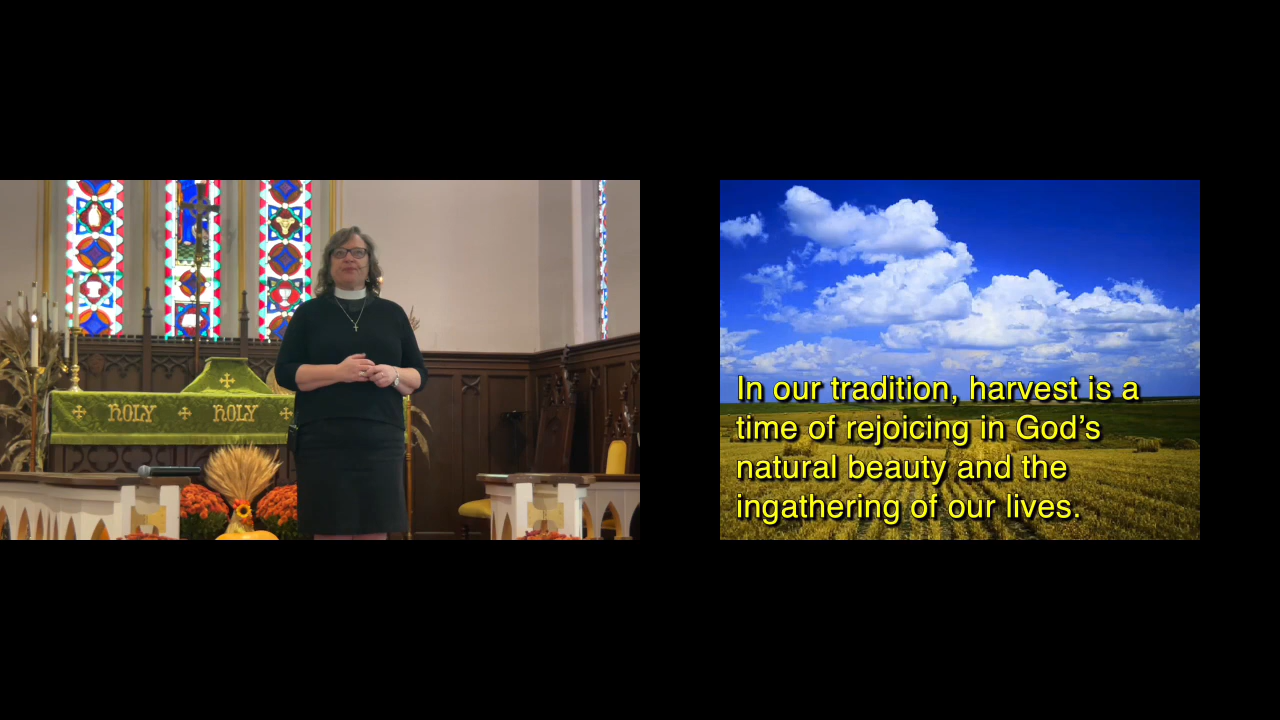 HOLY HOLY
In our tradition, harvest is a
time of rejoicing in God's
natural beauty and the
ingathering of our lives.